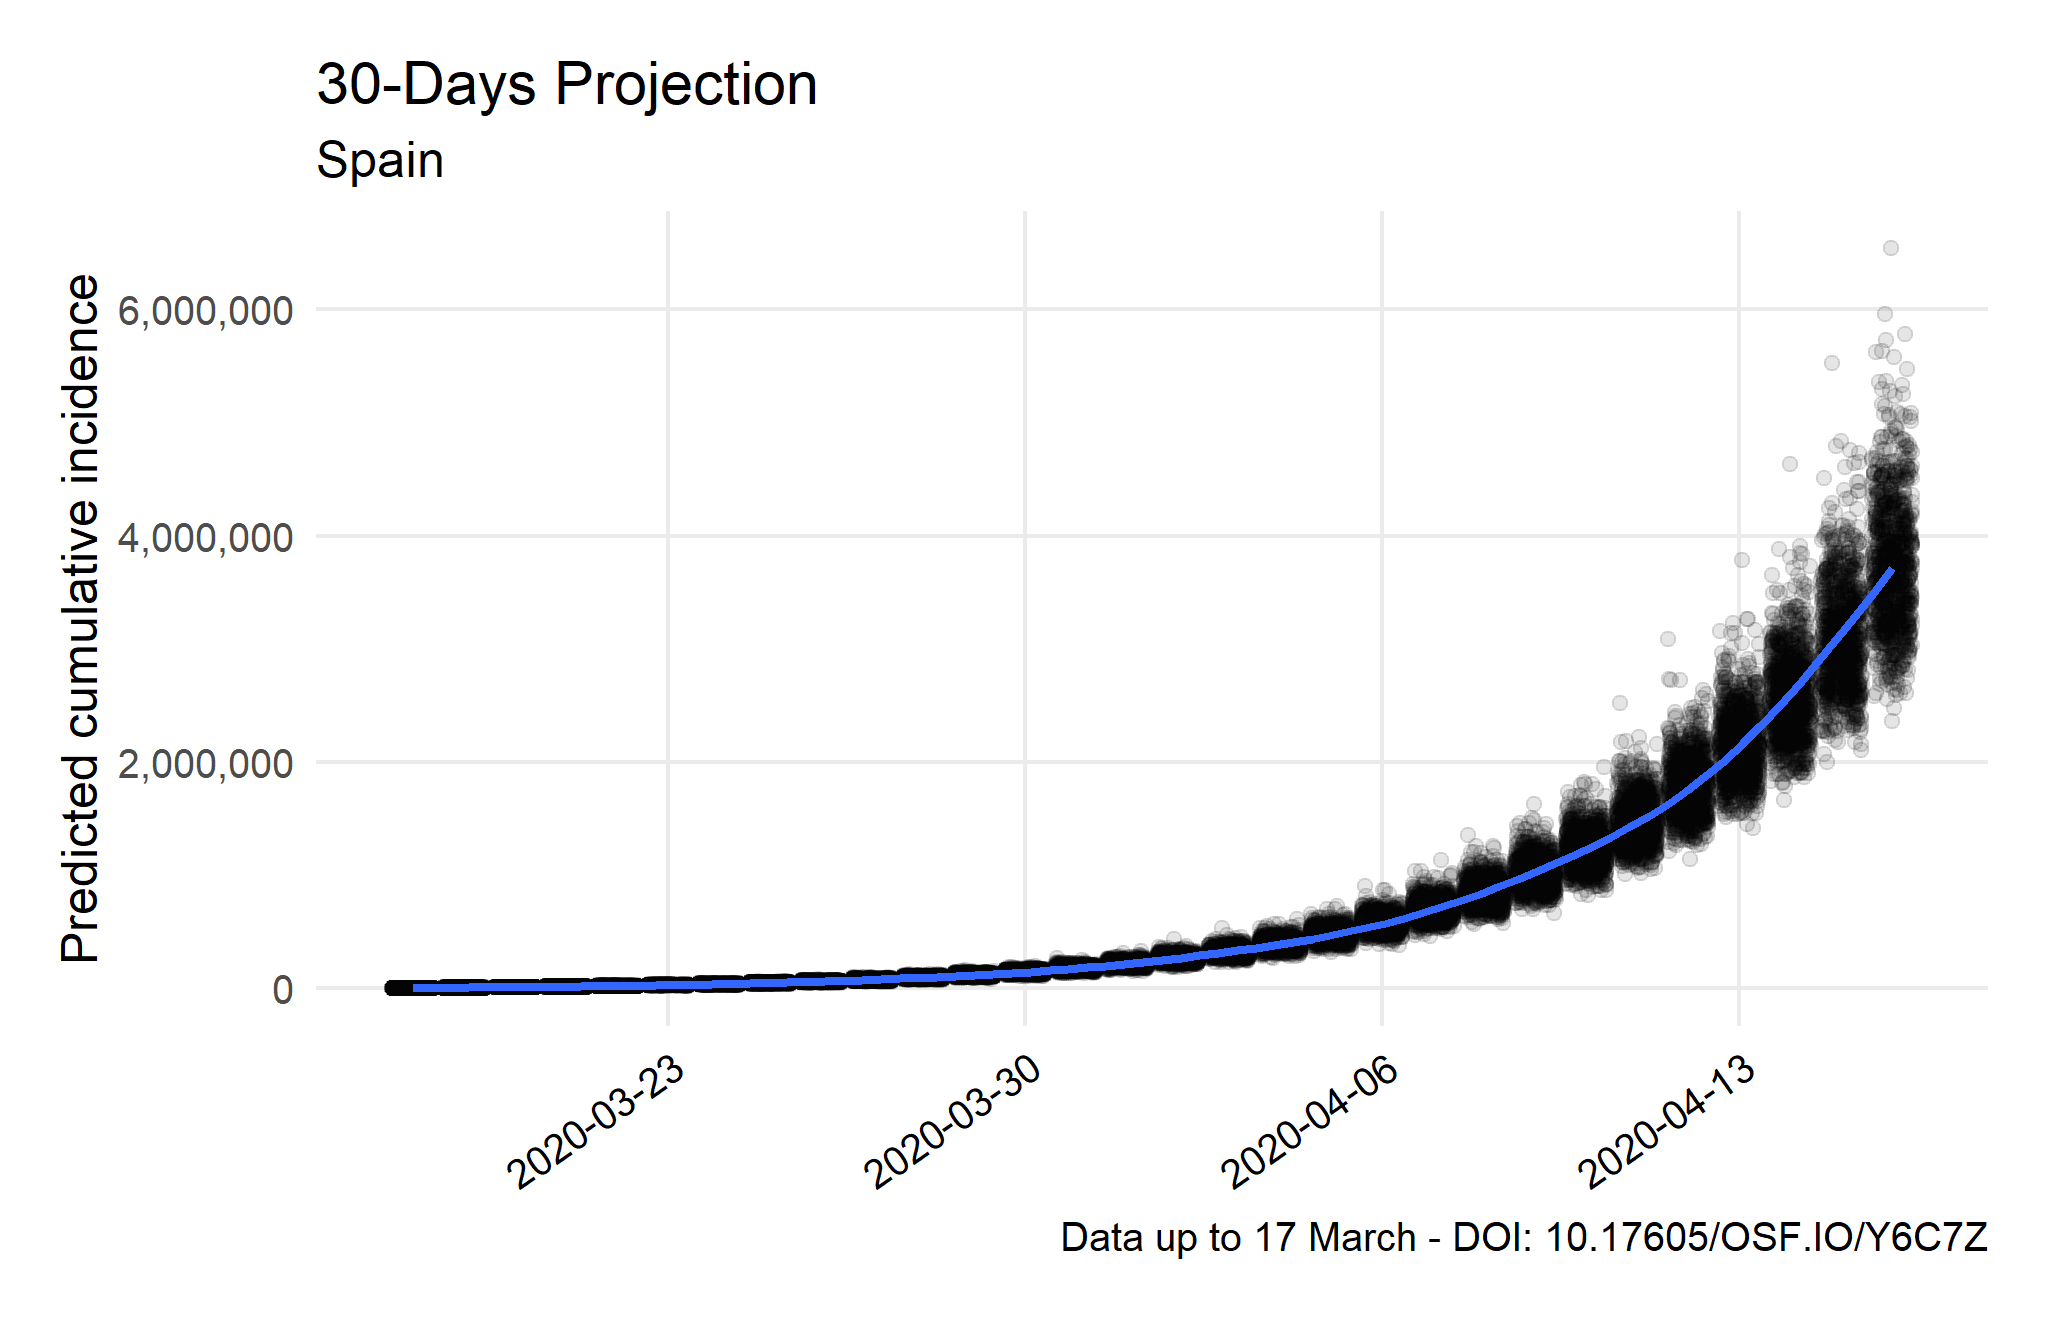 30-Days Projection
Spain
Predicted cumulative incidence
6,000,000
4,000,000
2,000,000
0
2020-03-23
2020-03-30
2020-04-06
2020-04-13
Data up to 17 March - DOI: 10.17605/OSF.IO/Y6C7Z